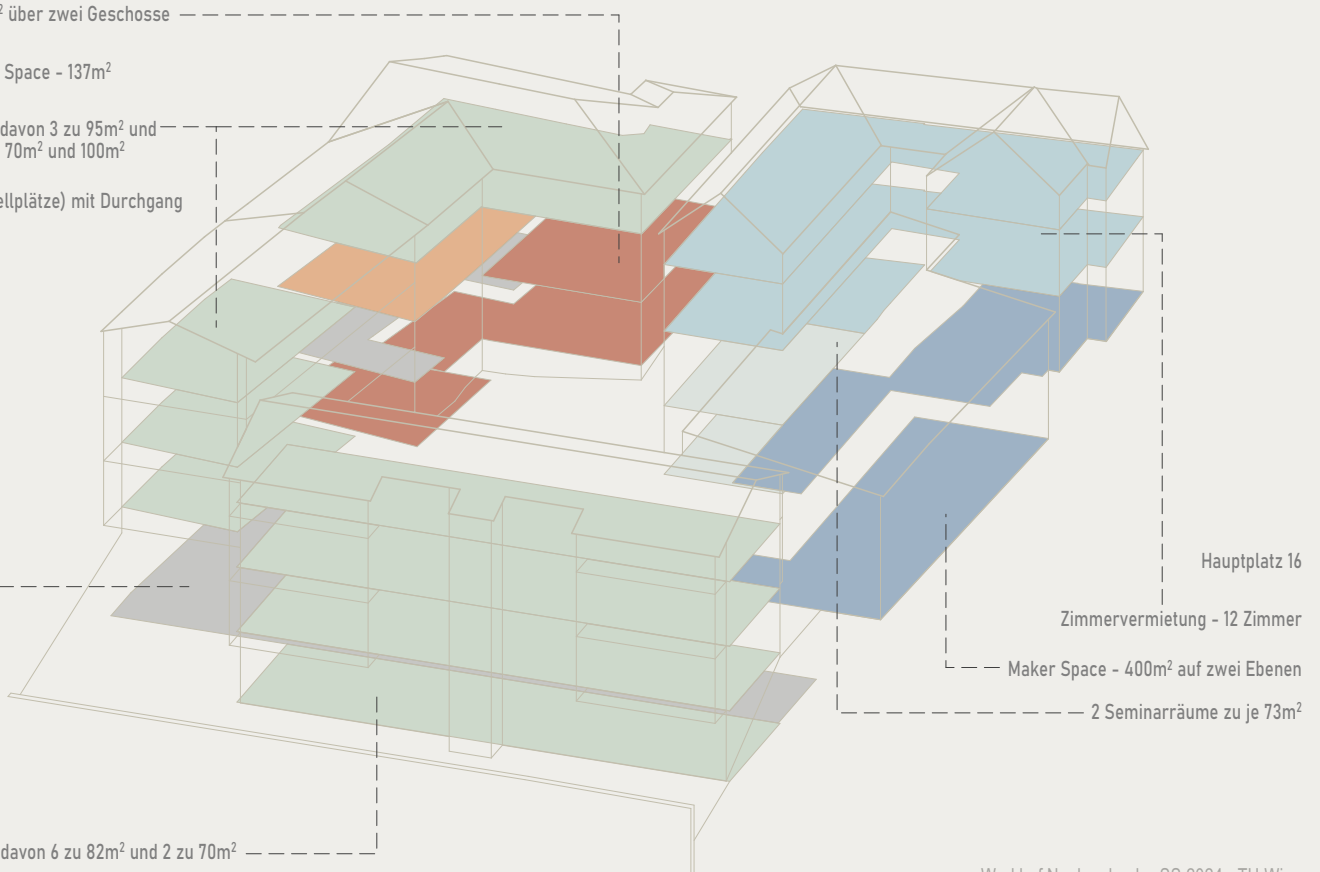 ² über zwei Geschosse
Space - 137m²
davon 3 zu 95m² und
70m² und 100m²
ellplätze) mit Durchgang
Hauptplatz 16
Zimmervermietung - 12 Zimmer
Maker Space - 400m² auf zwei Ebenen
2 Seminarräume zu je 73m²
davon 6 zu 82m² und 2 zu 70m²